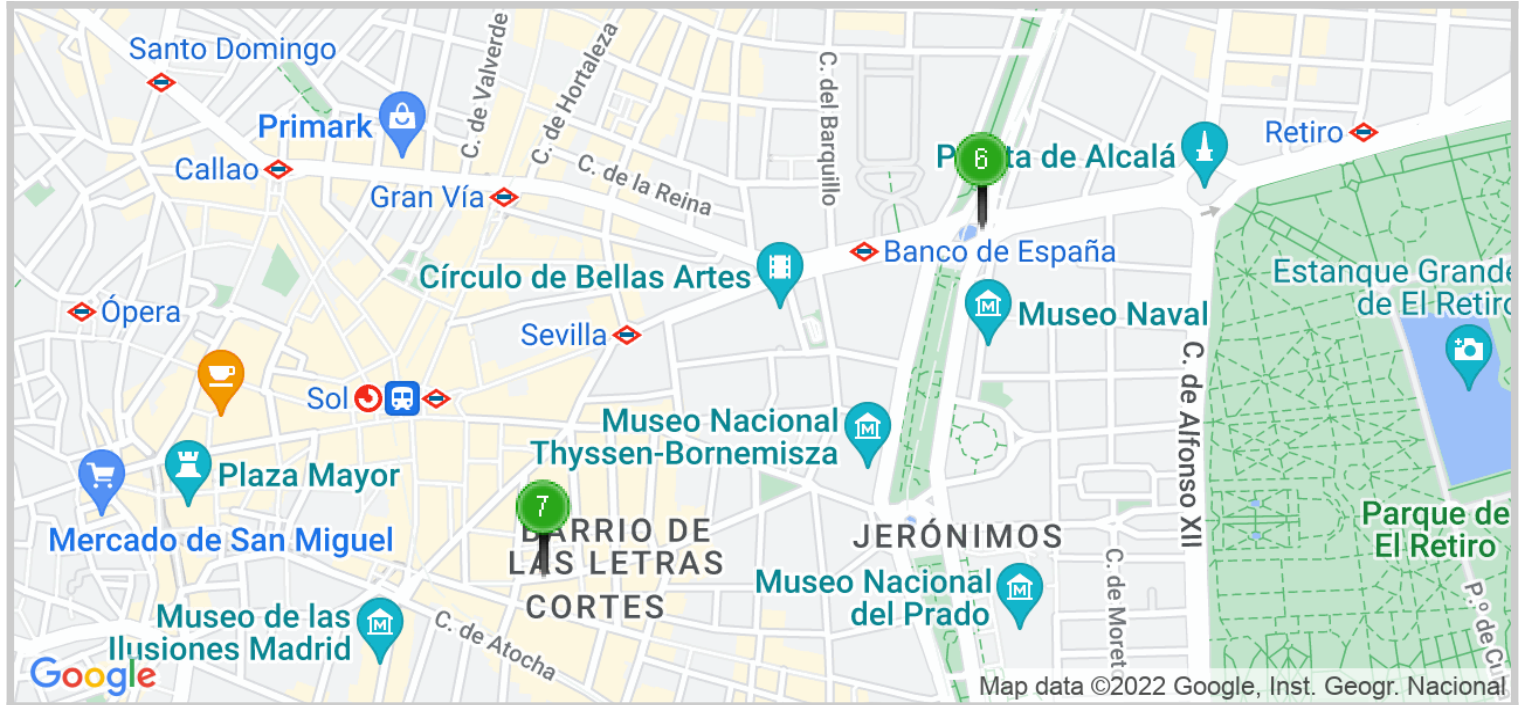 Santo Domingo
C. de Valverde
C. de Hortaleza
C. del Barquillo
Primark
Callao
Gran Vía
C. de la Reina
6
ta de Alcalá
Retiro
Banco de España
Círculo de Bellas Artes
Estanque Grande
de El Retiro
Ópera
Museo Naval
Sevilla
Sol
C. de Alfonso XII
Museo Nacional
Thyssen-Bornemisza
Plaza Mayor
7
Mercado de San Miguel
BARRIO DE
LAS LETRAS
JERÓNIMOS
Parque de
El Retiro
CORTES
Museo Nacional
del Prado
C. de Moreto
P.º de Cu
Museo de las
Ilusiones Madrid
C. de Atocha
Google
Map data ©2022 Google, Inst. Geogr. Nacional